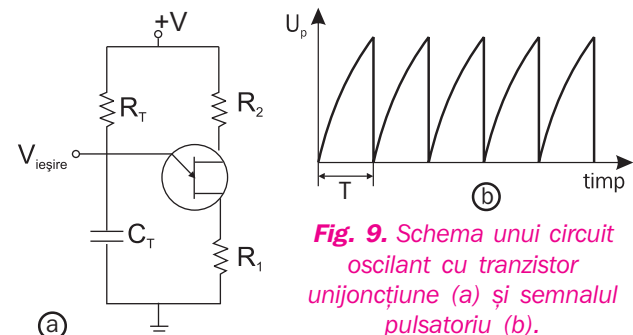 +V
R_T
R_2
V_ieșire
C_T
R_1
a
U_p
T
timp
b
Fig. 9. Schema unui circuit
oscilant cu tranzistor
unijoncțiune (a) și semnalul
pulsatoriu (b).